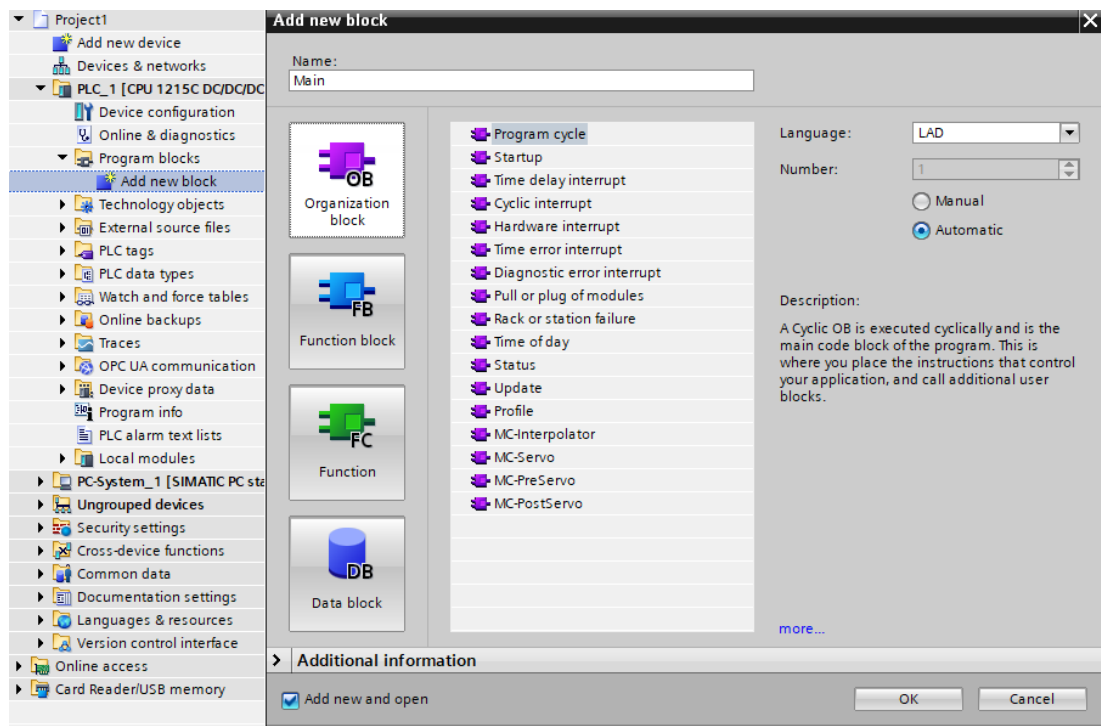 Project1
Add new device
Devices & networks
PLC_1 [CPU 1215C DC/DC/DC
Device configuration
Online & diagnostics
Program blocks
Add new block
Technology objects
External source files
PLC tags
PLC data types
Watch and force tables
Online backups
Traces
OPC UA communication
Device proxy data
Program info
PLC alarm text lists
Local modules
PC-System_1 [SIMATIC PC sta
Ungrouped devices
Security settings
Cross-device functions
Common data
Documentation settings
Languages & resources
Version control interface
Online access
Card Reader/USB memory
Add new block
Name:
Main
OB
Organization
block
FB
Function block
FC
Function
DB
Data block
Program cycle
Startup
Time delay interrupt
Cyclic interrupt
Hardware interrupt
Time error interrupt
Diagnostic error interrupt
Pull or plug of modules
Rack or station failure
Time of day
Status
Update
Profile
MC-Interpolator
MC-Servo
MC-PreServo
MC-PostServo
Language:
LAD
Number:
1
Manual
Automatic
Description:
A Cyclic OB is executed cyclically and is the
main code block of the program. This is
where you place the instructions that control
your application, and call additional user
blocks.
more...
Additional information
Add new and open
OK
Cancel